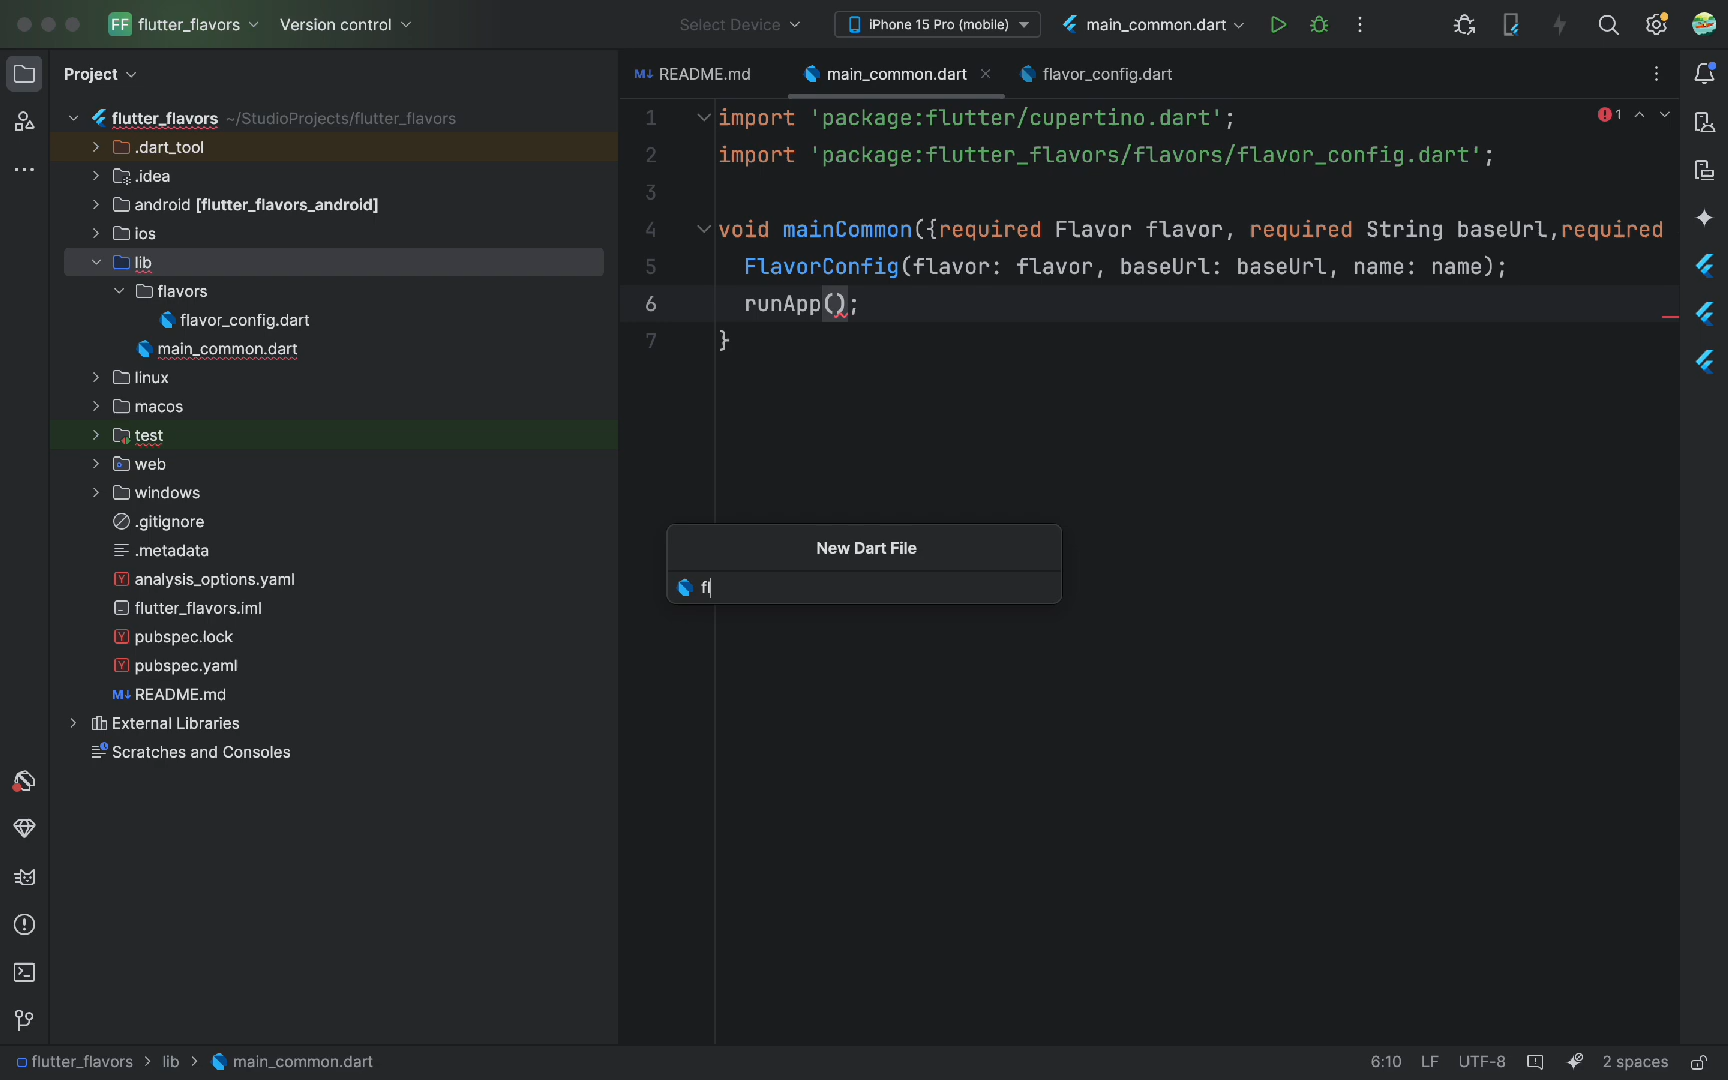 FF flutter_flavors Version control Select Device iPhone 15 Pro (mobile) main_common.dart
Project
flutter_flavors ~/StudioProjects/flutter_flavors
.dart_tool
.idea
android [flutter_flavors_android]
ios
lib
flavors
flavor_config.dart
main_common.dart
linux
macos
test
web
windows
.gitignore
.metadata
analysis_options.yaml
flutter_flavors.iml
pubspec.lock
pubspec.yaml
README.md
External Libraries
Scratches and Consoles
README.md main_common.dart flavor_config.dart
1 import 'package:flutter/cupertino.dart'; 1
2 import 'package:flutter_flavors/flavors/flavor_config.dart';
3
4 void mainCommon({required Flavor flavor, required String baseUrl,required
5 FlavorConfig(flavor: flavor, baseUrl: baseUrl, name: name);
6 runApp();
7 }
New Dart File
fl
flutter_flavors > lib > main_common.dart 6:10 LF UTF-8 2 spaces